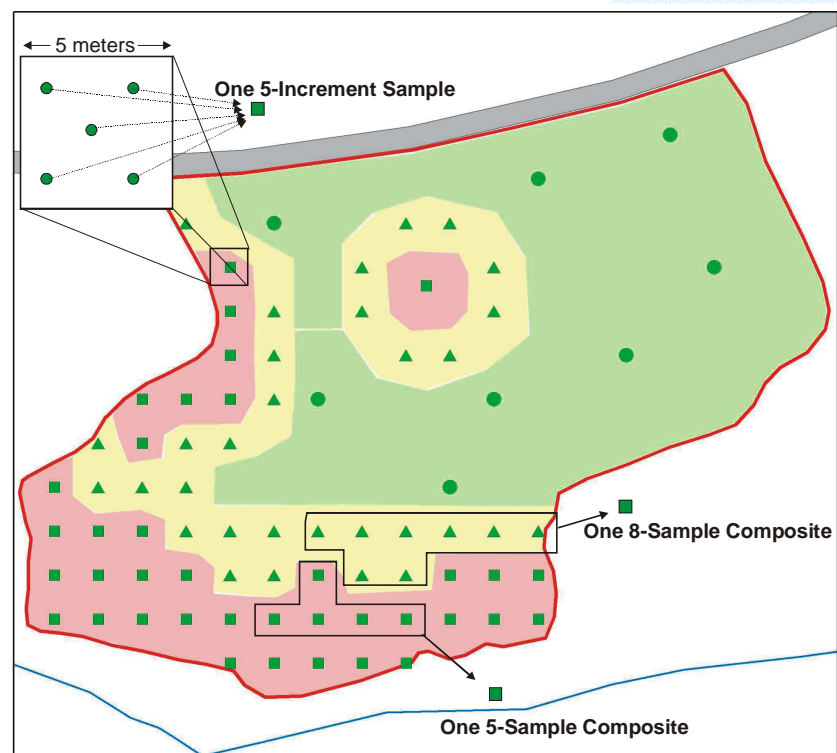 5 meters
One 5-Increment Sample
One 8-Sample Composite
One 5-Sample Composite